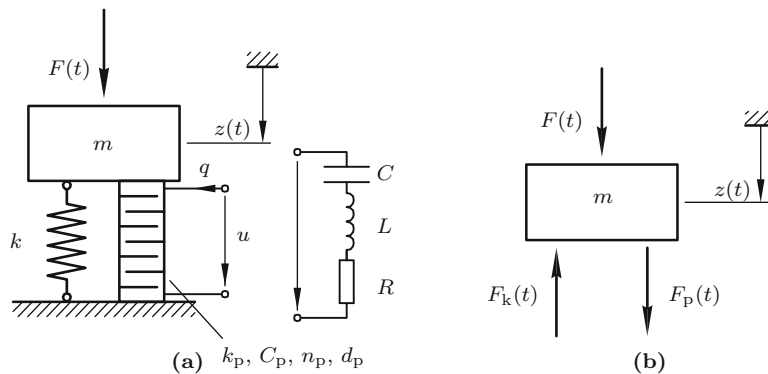 F(t)
z(t)
m
q
C
k
u
L
R
k_p, C_p, n_p, d_p
(a)
F(t)
z(t)
m
F_k(t)
F_p(t)
(b)